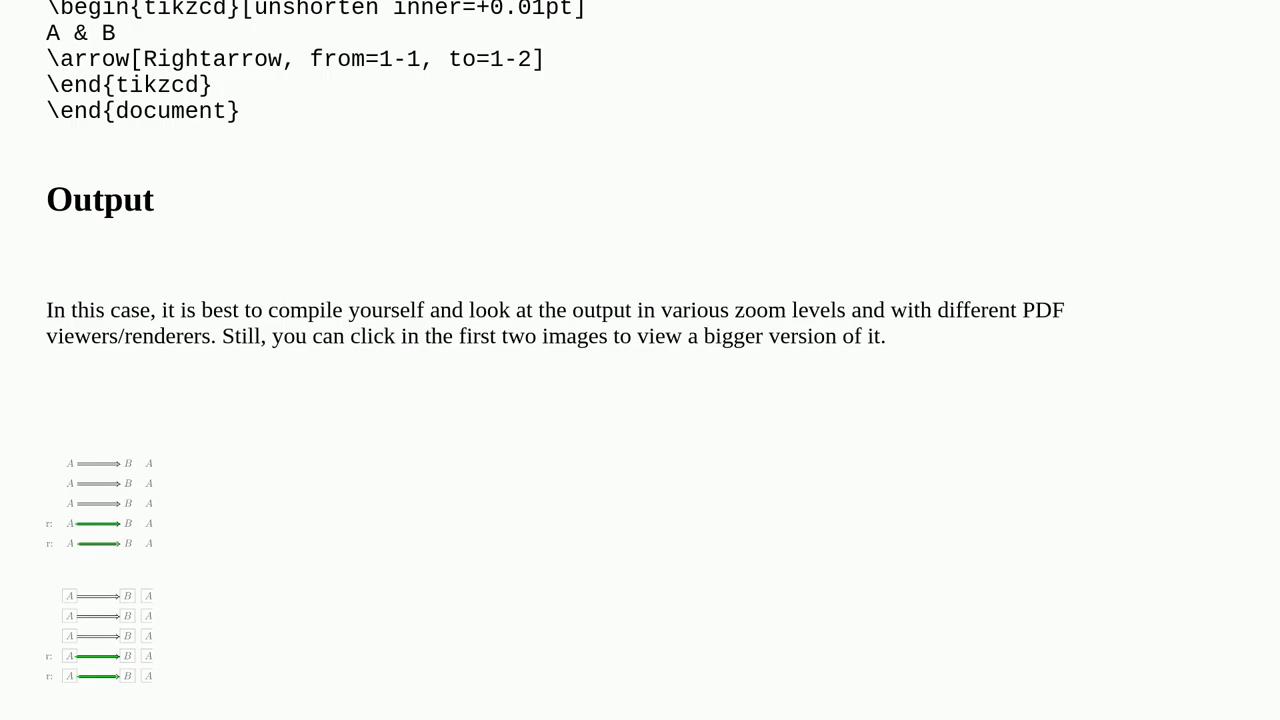 \begin{tikzcd}[unshorten inner=+0.01pt]
A & B
\arrow[Rightarrow, from=1-1, to=1-2]
\end{tikzcd}
\end{document}
Output
In this case, it is best to compile yourself and look at the output in various zoom levels and with different PDF
viewers/renderers. Still, you can click in the first two images to view a bigger version of it.
A B A
A B A
A B A
r: A B A
r: A B A
A B A
A B A
A B A
r: A B A
r: A B A